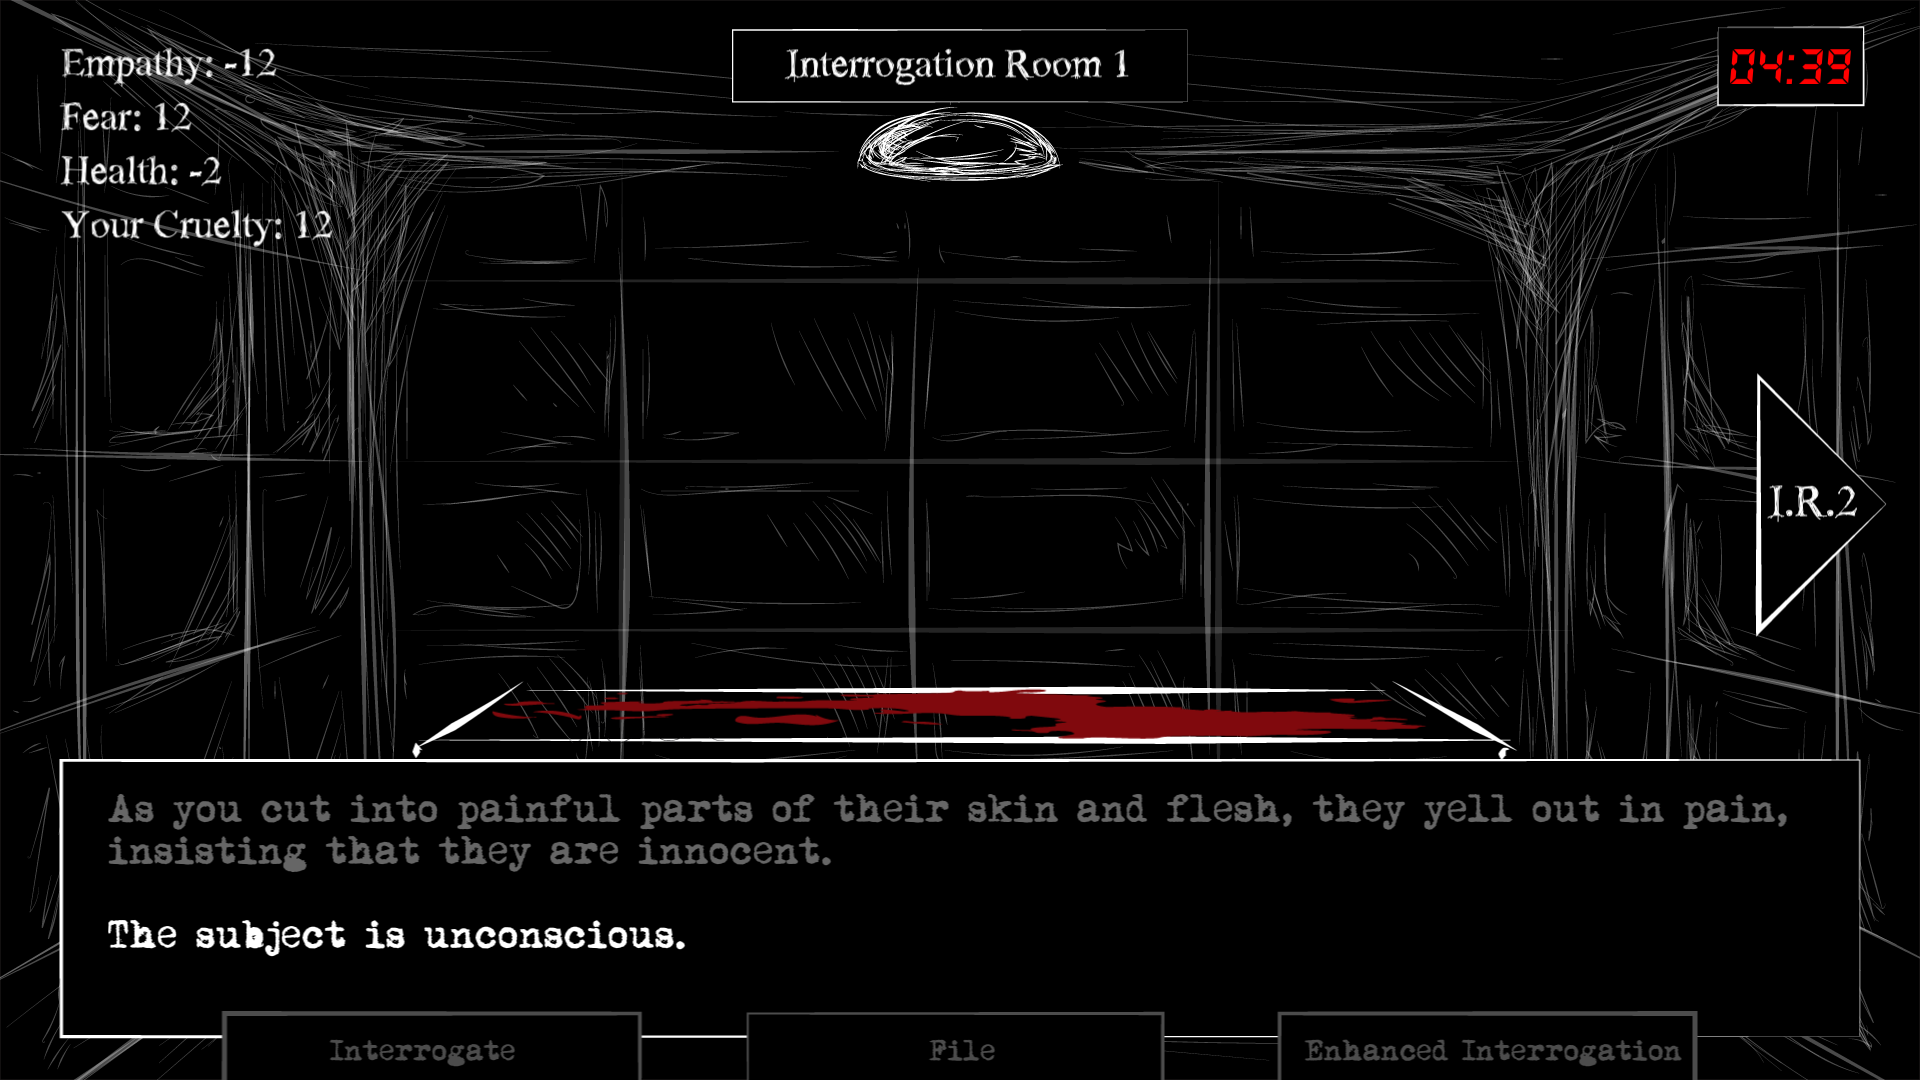 Empathy: -12
Interrogation Room 1
04:39
Fear: 12
Health: -2
Your Cruelty: 12
I.R.2
As you cut into painful parts of their skin and flesh, they yell out in pain,
insisting that they are innocent.
The subject is unconscious.
Interrogate
File
Enhanced Interrogation